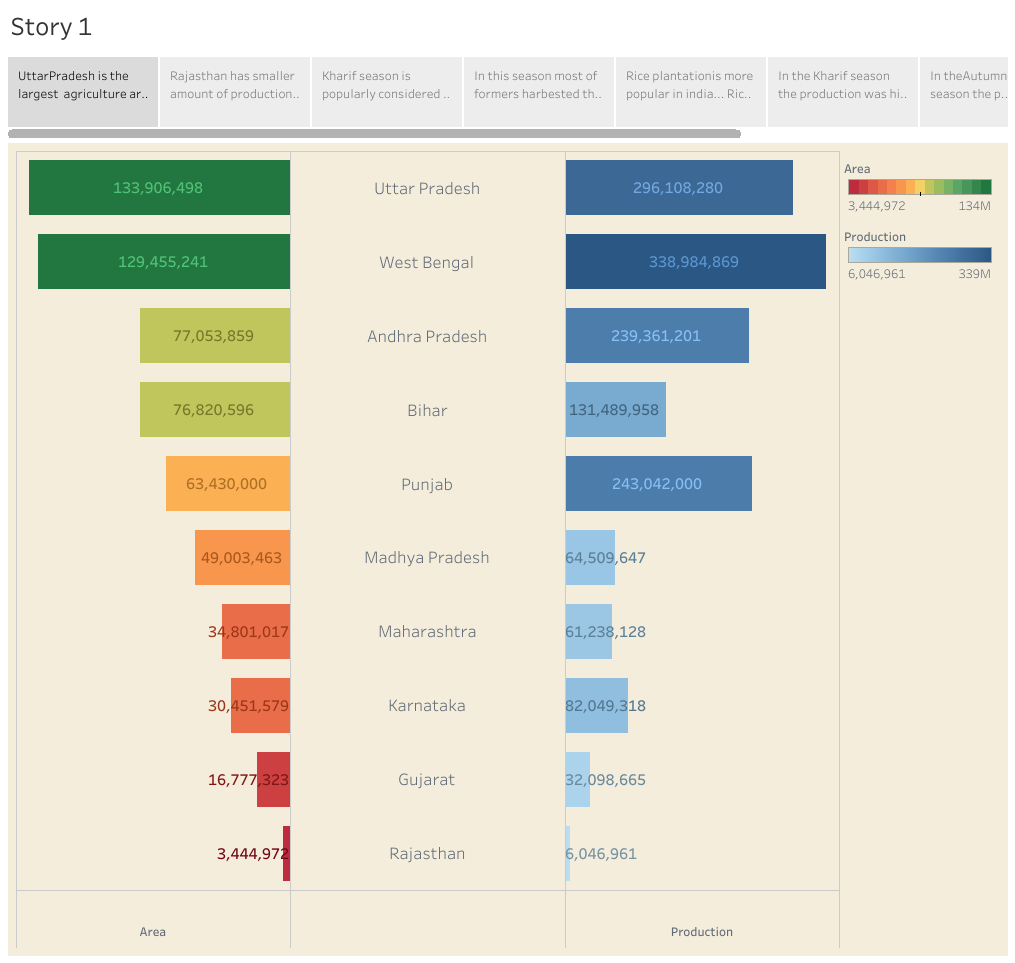 Story 1
UttarPradesh is the
largest agriculture ar..
Rajasthan has smaller
amount of production..
Kharif season is
popularly considered ..
In this season most of
formers harbested th..
Rice plantationis more
popular in india... Ric..
In the Kharif season
the production was hi..
In theAutumn
season the p..
133,906,498 Uttar Pradesh 296,108,280
129,455,241 West Bengal 338,984,869
77,053,859 Andhra Pradesh 239,361,201
76,820,596 Bihar 131,489,958
63,430,000 Punjab 243,042,000
49,003,463 Madhya Pradesh 64,509,647
34,801,017 Maharashtra 61,238,128
30,451,579 Karnataka 82,049,318
16,777,323 Gujarat 32,098,665
3,444,972 Rajasthan 6,046,961
Area Production
Area
3,444,972 134M
Production
6,046,961 339M